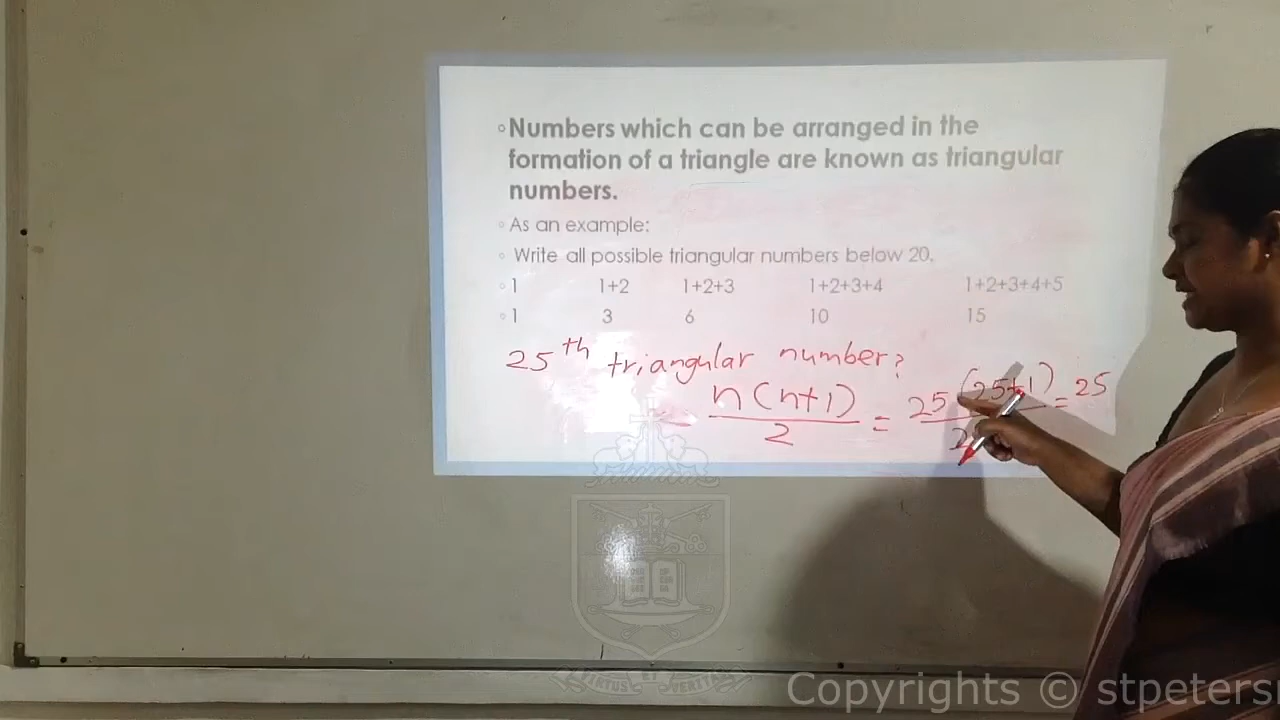 ◦Numbers which can be arranged in the
formation of a triangle are known as triangular
numbers.
◦ As an example:
◦ Write all possible triangular numbers below 20.
◦ 1 1+2 1+2+3 1+2+3+4 1+2+3+4+5
◦ 1 3 6 10 15
25th triangular number?
n(n+1)/2 = 25(25+1)/2 = 25
Copyrights © stpetersr